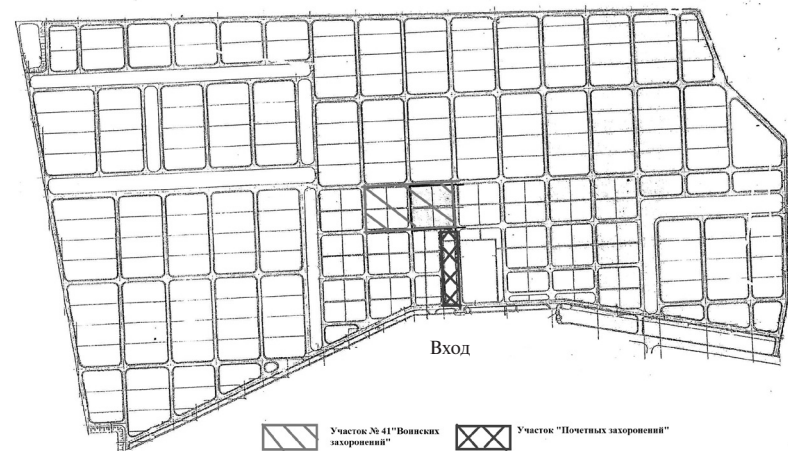 Вход
Участок № 41"Воинских
захоронений"
Участок "Почетных захоронений"